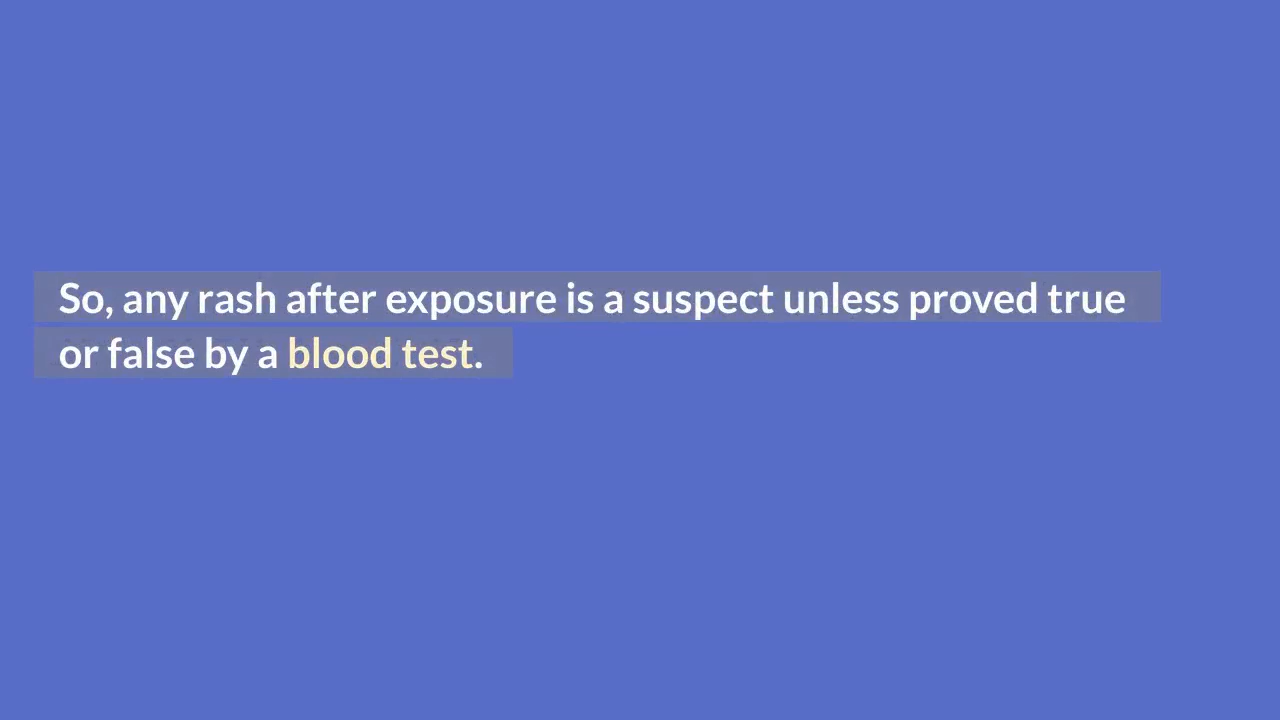 So, any rash after exposure is a suspect unless proved true
or false by a blood test.